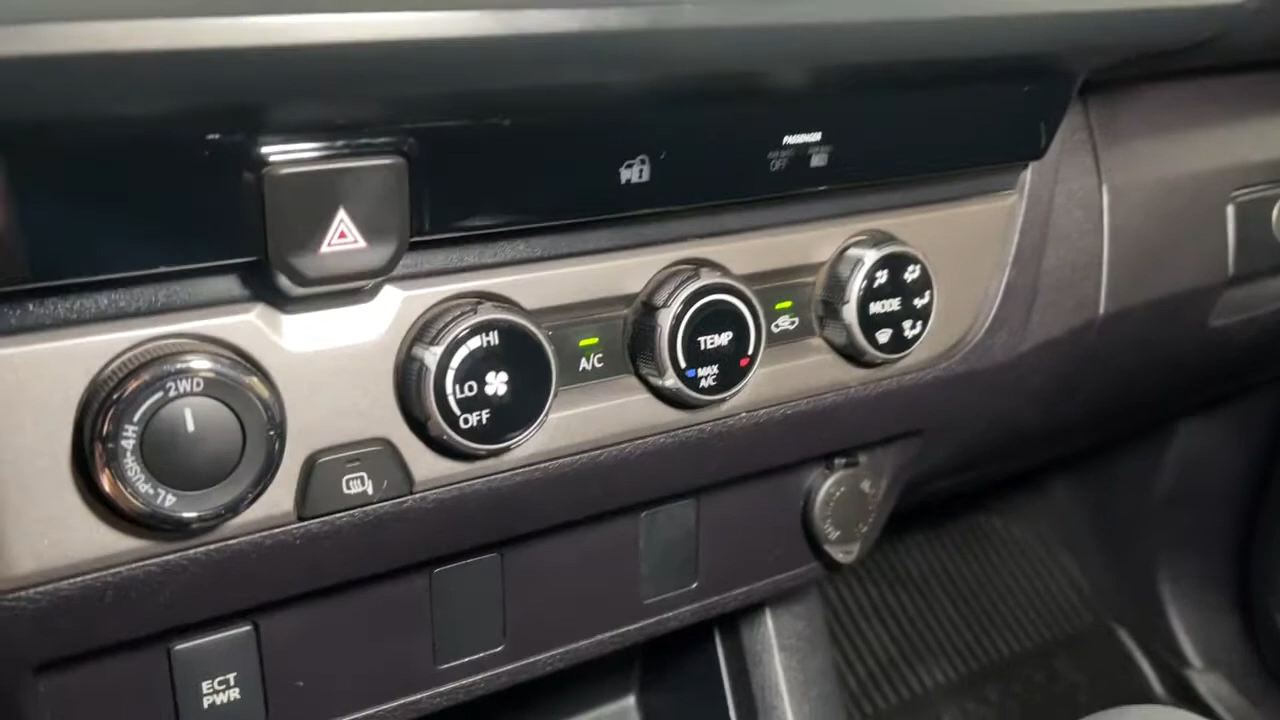 PASSENGER
OFF
2WD
4H
4L-PUSH-
HI
LO
OFF
A/C
TEMP
MAX
A/C
MODE
ECT
PWR